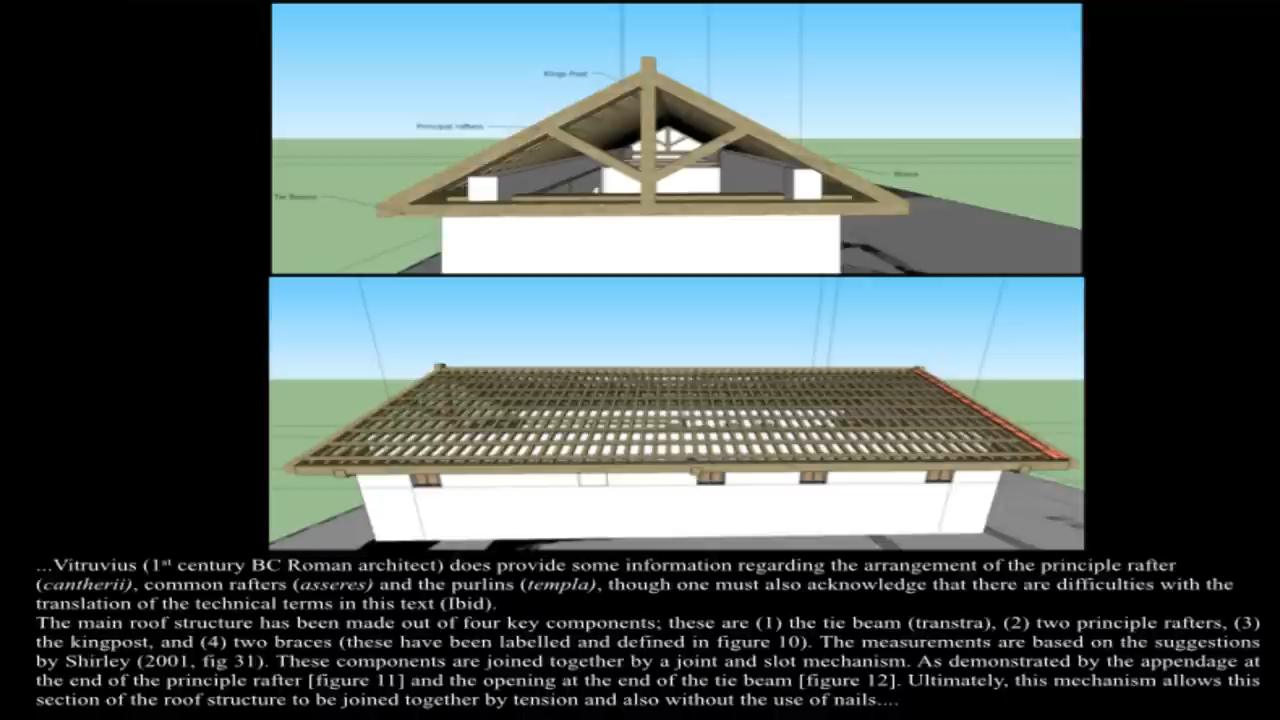 Kings Post
Principal rafters
Tie Beams
Brace
...Vitruvius (1st century BC Roman architect) does provide some information regarding the arrangement of the principle rafter
(cantherii), common rafters (asseres) and the purlins (templa), though one must also acknowledge that there are difficulties with the
translation of the technical terms in this text (Ibid).
The main roof structure has been made out of four key components; these are (1) the tie beam (transtra), (2) two principle rafters, (3)
the kingpost, and (4) two braces (these have been labelled and defined in figure 10). The measurements are based on the suggestions
by Shirley (2001, fig 31). These components are joined together by a joint and slot mechanism. As demonstrated by the appendage at
the end of the principle rafter [figure 11] and the opening at the end of the tie beam [figure 12]. Ultimately, this mechanism allows this
section of the roof structure to be joined together by tension and also without the use of nails....